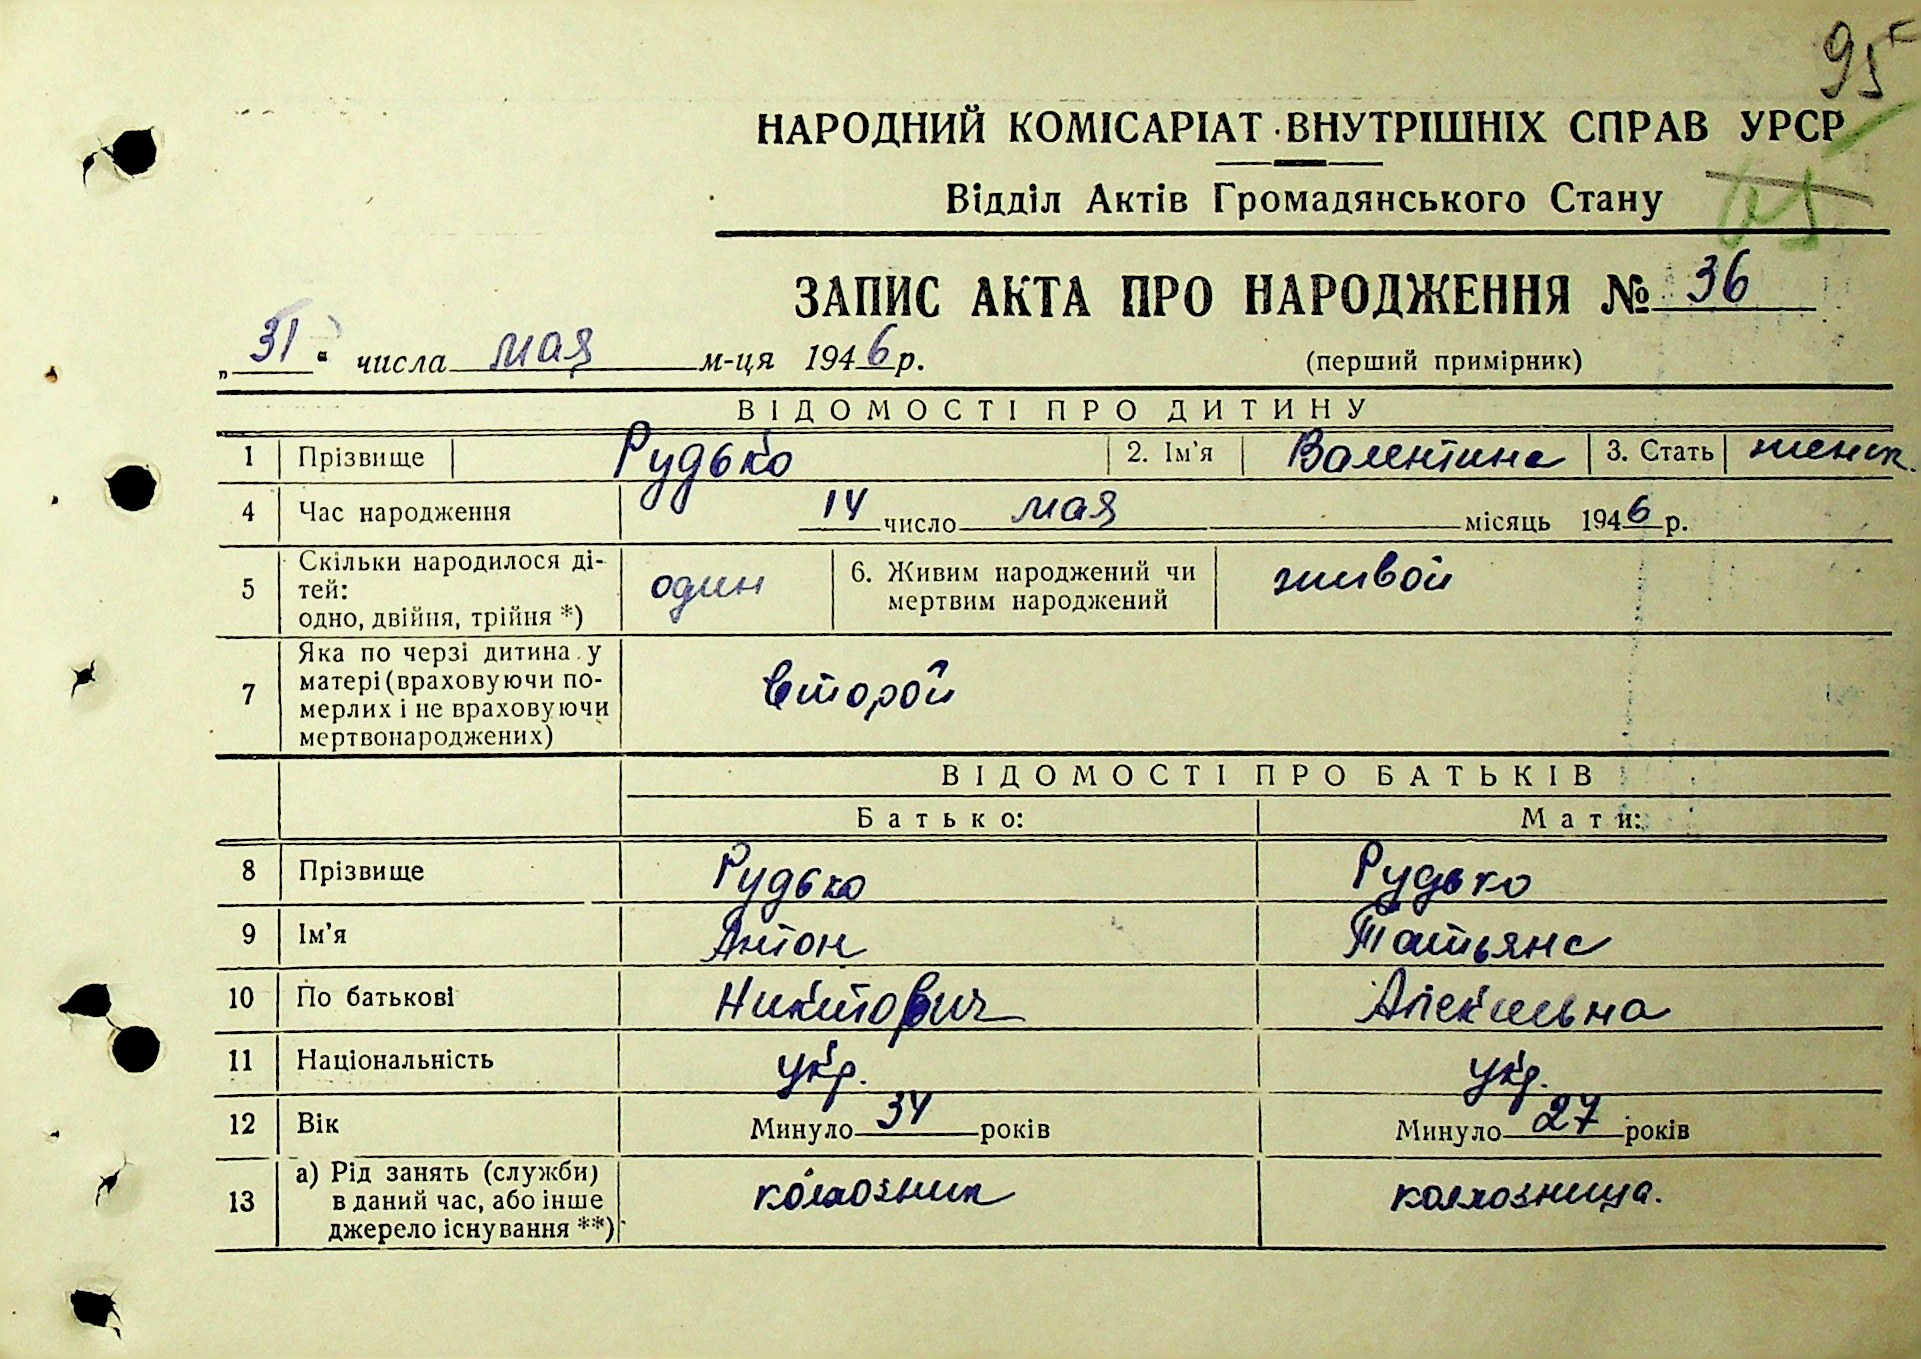 95
НАРОДНИЙ КОМІСАРІАТ ВНУТРІШНІХ СПРАВ УРСР
Відділ Актів Громадянського Стану
ЗАПИС АКТА ПРО НАРОДЖЕННЯ № 36
„31“ числа мая м-ця 1946 р. (перший примірник)
ВІДОМОСТІ ПРО ДИТИНУ
1 Прізвище Рудько 2. Ім'я Валентина 3. Стать женск.
4 Час народження 14 число мая місяць 1946 р.
5 Скільки народилося ді-
тей:
одно, двійня, трійня *) один 6. Живим народжений чи
мертвим народжений живой
7 Яка по черзі дитина у
матері (враховуючи по-
мерлих і не враховуючи
мертвонароджених) второй
ВІДОМОСТІ ПРО БАТЬКІВ
Батько: Мати:
8 Прізвище Рудько Рудько
9 Ім'я Антон Татьяна
10 По батькові Никитович
11 Національність укр. укр.
12 Вік Минуло 34 років Минуло 27 років
13 а) Рід занять (служби)
в даний час, або інше
джерело існування **) колхозник колхозница.